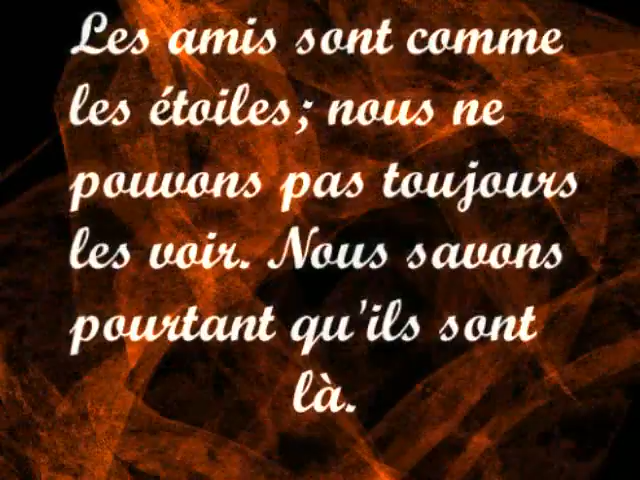 Les amis sont comme
les étoiles; nous ne
pouvons pas toujours
les voir. Nous savons
pourtant qu'ils sont
là.